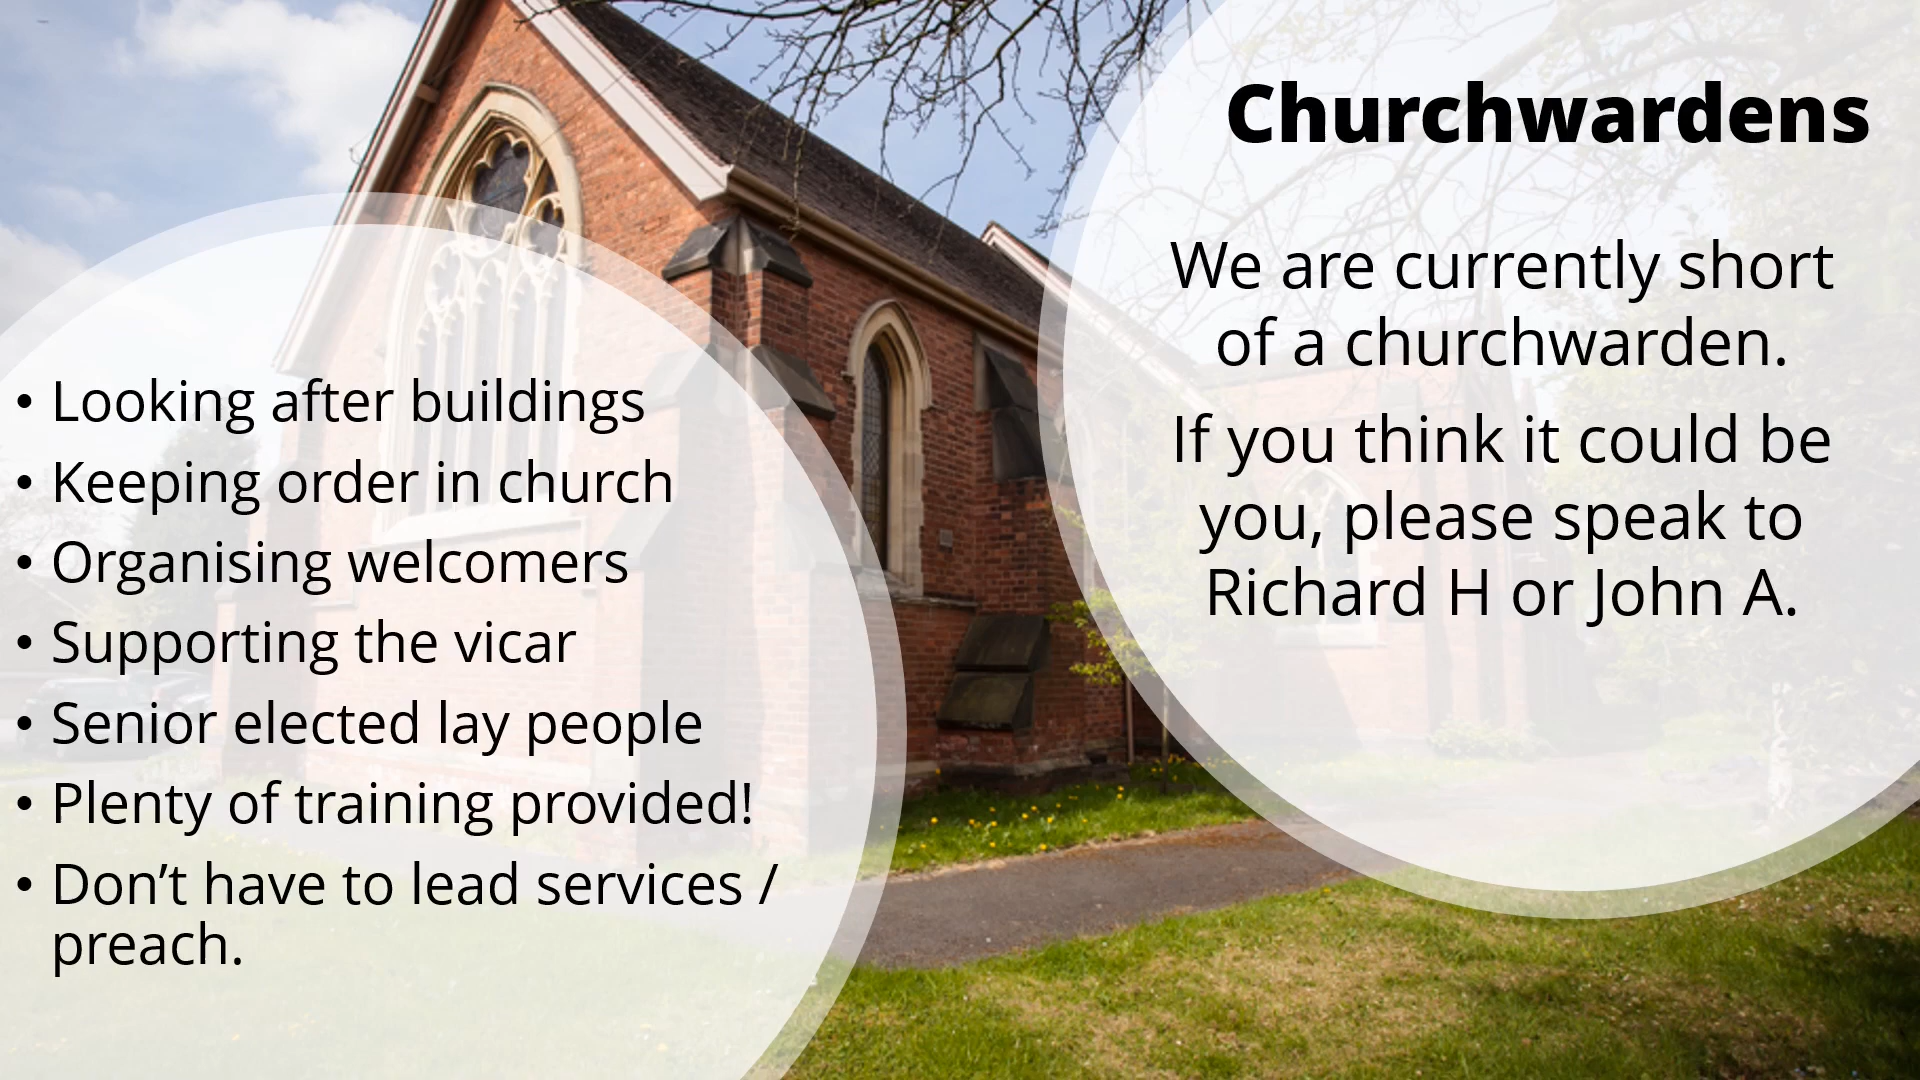 Churchwardens
We are currently short
of a churchwarden.
If you think it could be
you, please speak to
Richard H or John A.
• Looking after buildings
• Keeping order in church
• Organising welcomers
• Supporting the vicar
• Senior elected lay people
• Plenty of training provided!
• Don’t have to lead services /
preach.